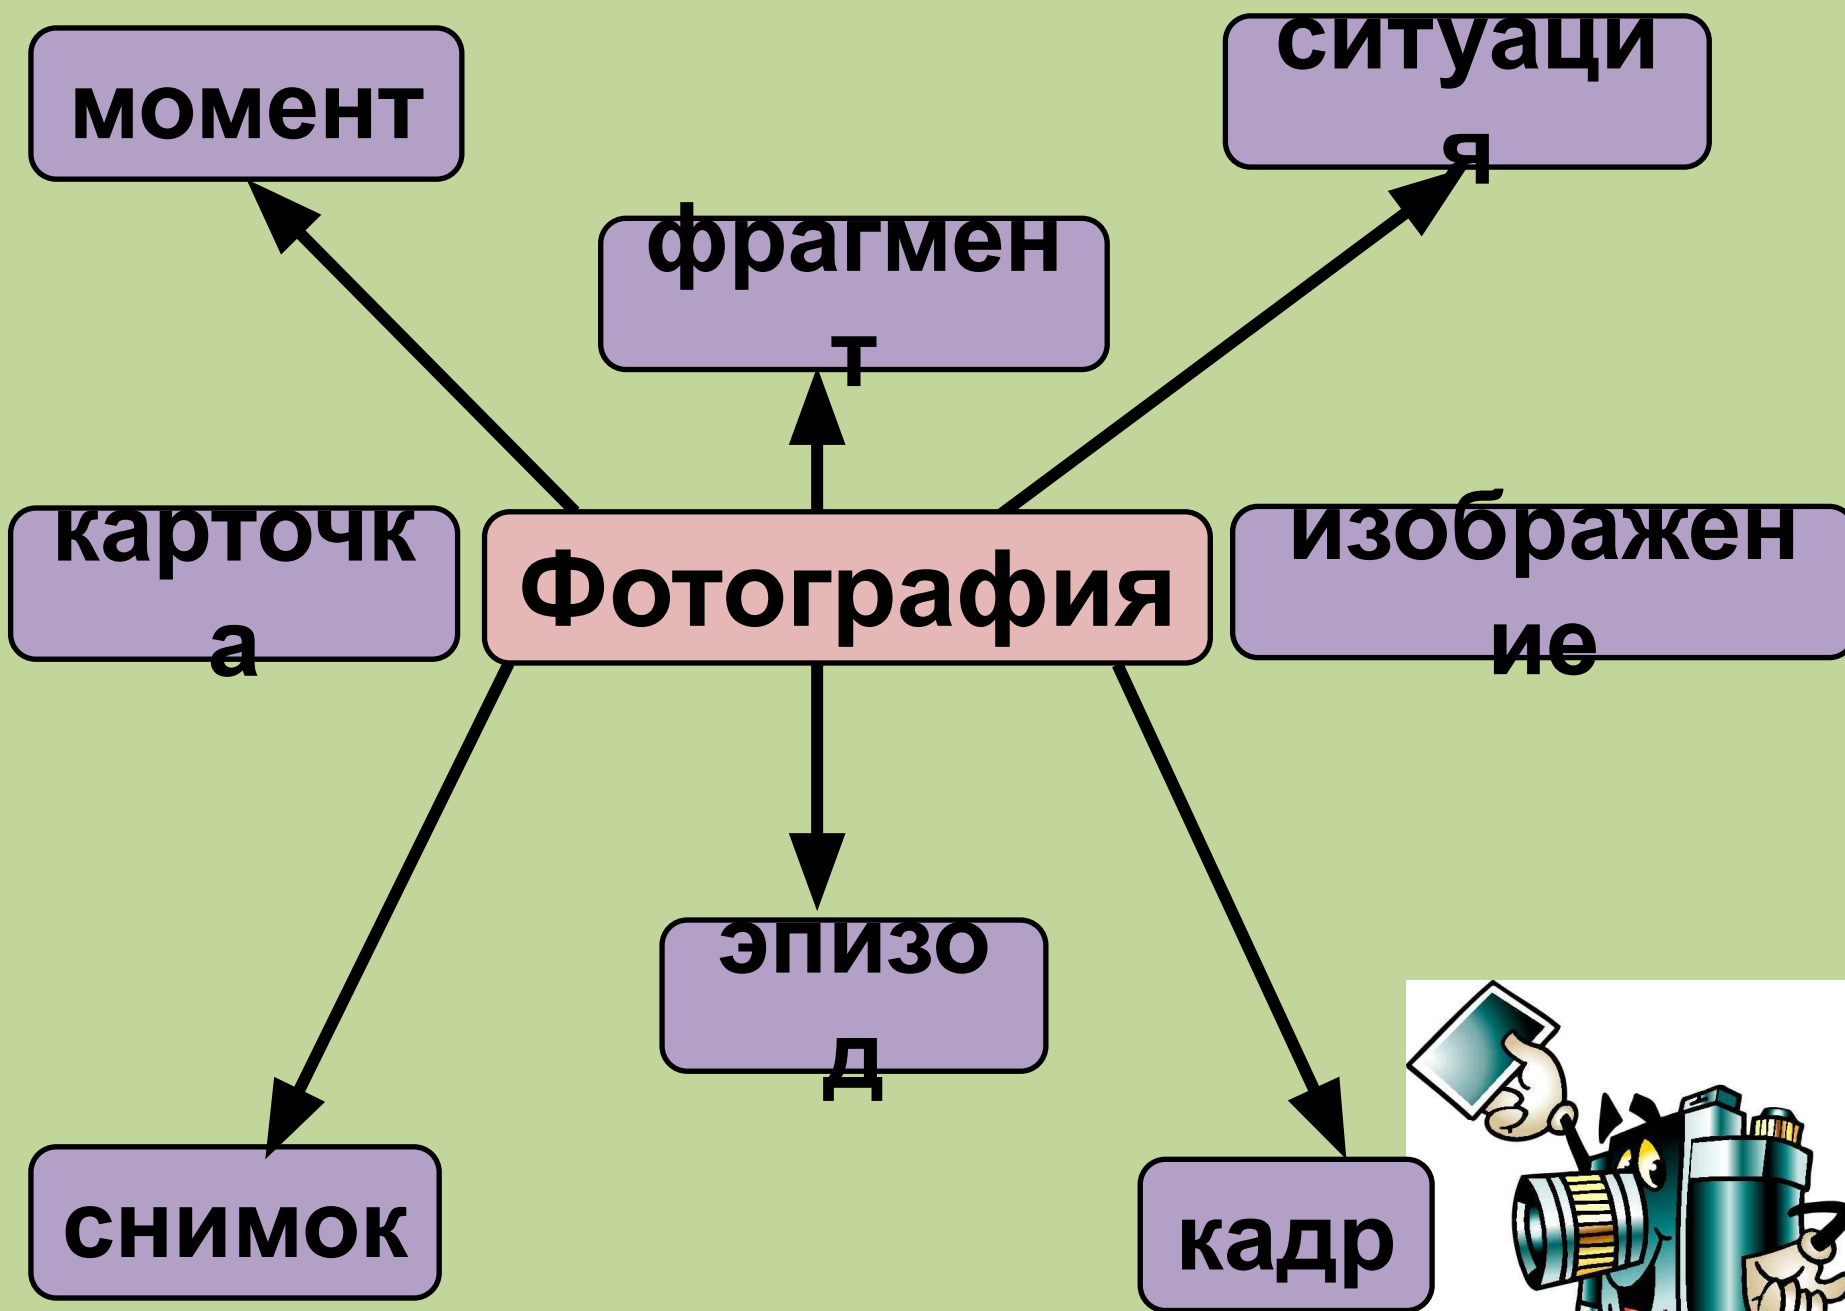 момент
ситуаци
я
фрагмен
т
карточк
а
Фотография
изображен
ие
эпизо
д
снимок
кадр